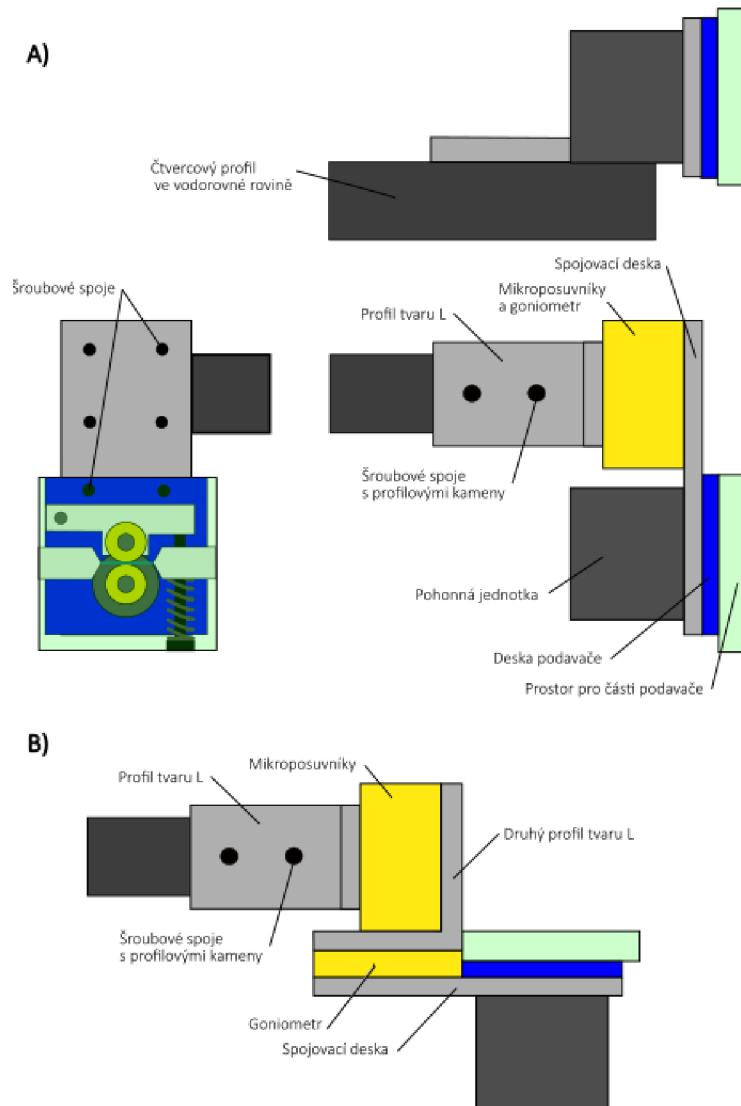 A)
Čtvercový profil
ve vodorovné rovině
Spojovací deska
Šroubové spoje
Mikroposuvníky
a goniometr
Profil tvaru L
Šroubové spoje
s profilovými kameny
Pohonná jednotka
Deska podavače
Prostor pro části podavače
B)
Mikroposuvníky
Profil tvaru L
Druhý profil tvaru L
Šroubové spoje
s profilovými kameny
Goniometr
Spojovací deska